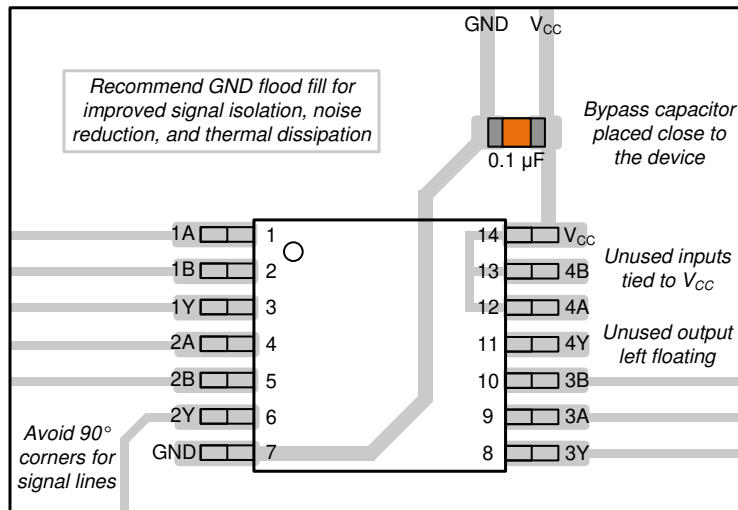 GND V_CC
Recommend GND flood fill for
improved signal isolation, noise
reduction, and thermal dissipation
Bypass capacitor
placed close to
the device
0.1 µF
1A 1 14 V_CC
1B 2 13 4B
1Y 3 12 4A
2A 4 11 4Y
2B 5 10 3B
2Y 6 9 3A
GND 7 8 3Y
Unused inputs
tied to V_CC
Unused output
left floating
Avoid 90°
corners for
signal lines